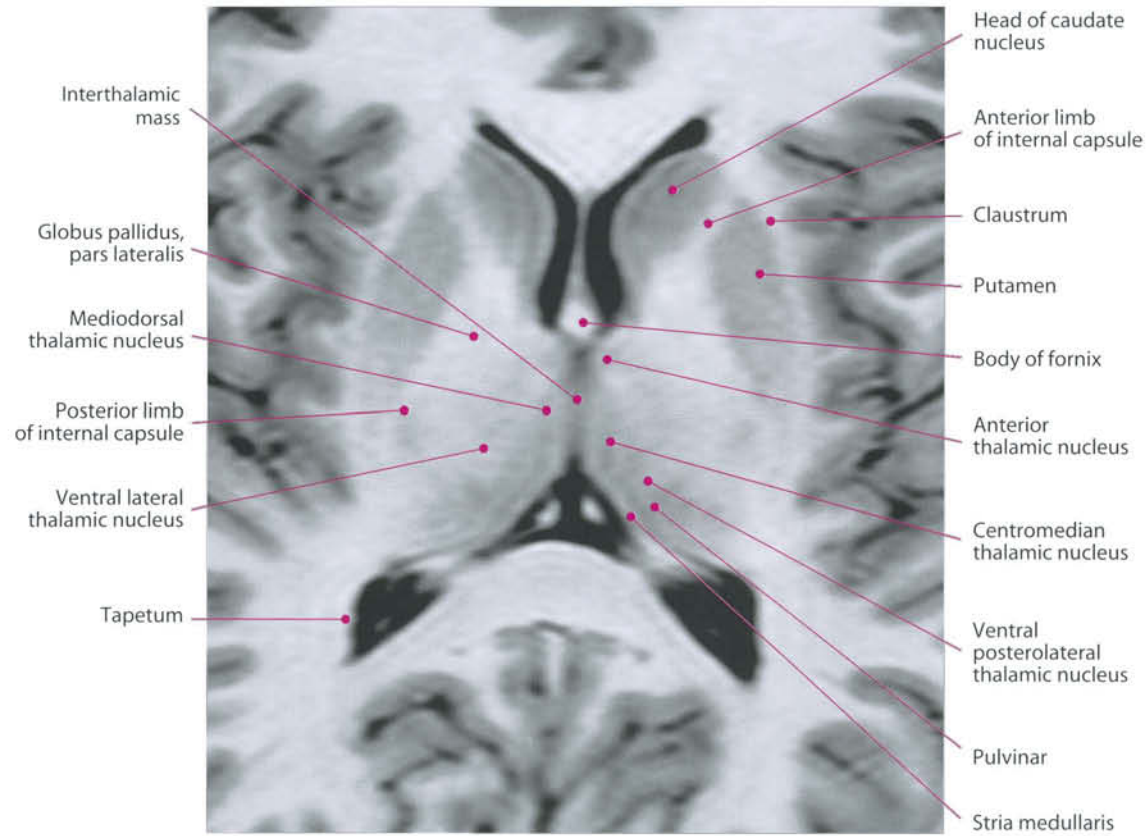 Interthalamic
mass
Globus pallidus,
pars lateralis
Mediodorsal
thalamic nucleus
Posterior limb
of internal capsule
Ventral lateral
thalamic nucleus
Tapetum
Head of caudate
nucleus
Anterior limb
of internal capsule
Claustrum
Putamen
Body of fornix
Anterior
thalamic nucleus
Centromedian
thalamic nucleus
Ventral
posterolateral
thalamic nucleus
Pulvinar
Stria medullaris